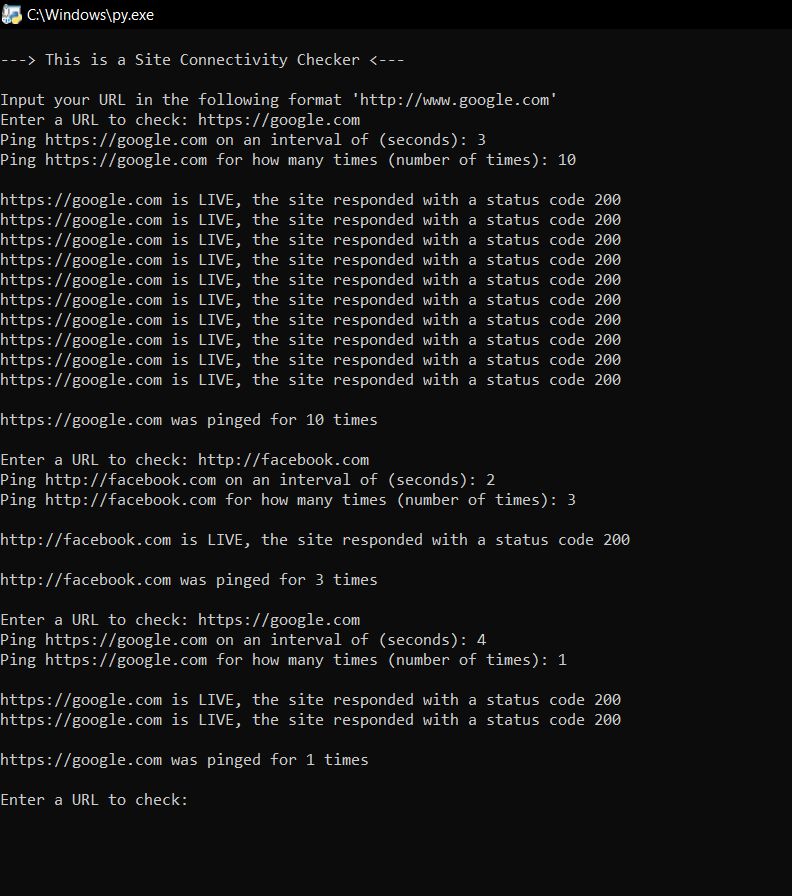 C:\Windows\py.exe
---> This is a Site Connectivity Checker <---
Input your URL in the following format 'http://www.google.com'
Enter a URL to check: https://google.com
Ping https://google.com on an interval of (seconds): 3
Ping https://google.com for how many times (number of times): 10
https://google.com is LIVE, the site responded with a status code 200
https://google.com is LIVE, the site responded with a status code 200
https://google.com is LIVE, the site responded with a status code 200
https://google.com is LIVE, the site responded with a status code 200
https://google.com is LIVE, the site responded with a status code 200
https://google.com is LIVE, the site responded with a status code 200
https://google.com is LIVE, the site responded with a status code 200
https://google.com is LIVE, the site responded with a status code 200
https://google.com is LIVE, the site responded with a status code 200
https://google.com is LIVE, the site responded with a status code 200
https://google.com was pinged for 10 times
Enter a URL to check: http://facebook.com
Ping http://facebook.com on an interval of (seconds): 2
Ping http://facebook.com for how many times (number of times): 3
http://facebook.com is LIVE, the site responded with a status code 200
http://facebook.com was pinged for 3 times
Enter a URL to check: https://google.com
Ping https://google.com on an interval of (seconds): 4
Ping https://google.com for how many times (number of times): 1
https://google.com is LIVE, the site responded with a status code 200
https://google.com is LIVE, the site responded with a status code 200
https://google.com was pinged for 1 times
Enter a URL to check: